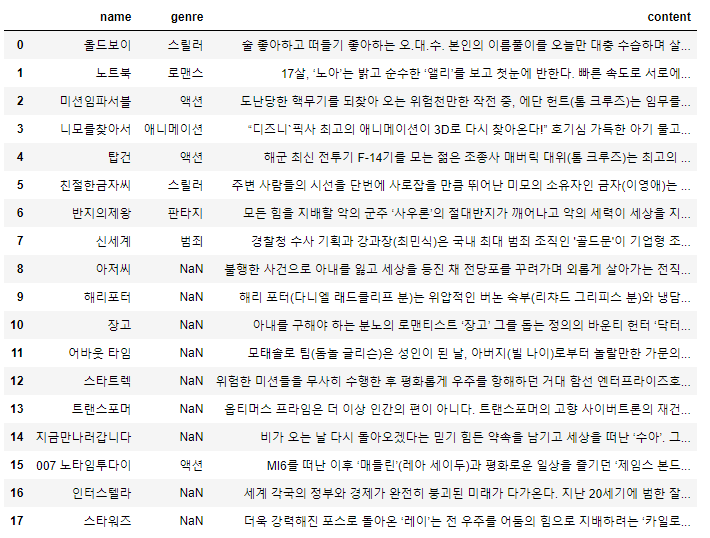 name genre content
0 올드보이 스릴러 술 좋아하고 떠들기 좋아하는 오.대.수. 본인의 이름풀이를 오늘만 대충 수습하며 살...
1 노트북 로맨스 17살, ‘노아’는 밝고 순수한 ‘앨리’를 보고 첫눈에 반한다. 빠른 속도로 서로에...
2 미션임파서블 액션 도난당한 핵무기를 되찾아 오는 위험천만한 작전 중, 에단 헌트(톰 크루즈)는 임무를...
3 니모를찾아서 애니메이션 “디즈니`픽사 최고의 애니메이션이 3D로 다시 찾아온다!” 호기심 가득한 아기 물고...
4 탑건 액션 해군 최신 전투기 F-14기를 모는 젊은 조종사 매버릭 대위(톰 크루즈)는 최고의 ...
5 친절한금자씨 스릴러 주변 사람들의 시선을 단번에 사로잡을 만큼 뛰어난 미모의 소유자인 금자(이영애)는 ...
6 반지의제왕 판타지 모든 힘을 지배할 악의 군주 ‘사우론’의 절대반지가 깨어나고 악의 세력이 세상을 지...
7 신세계 범죄 경찰청 수사 기획과 강과장(최민식)은 국내 최대 범죄 조직인 '골드문'이 기업형 조...
8 아저씨 NaN 불행한 사건으로 아내를 잃고 세상을 등진 채 전당포를 꾸려가며 외롭게 살아가는 전직...
9 해리포터 NaN 해리 포터(다니엘 래드클리프 분)는 위압적인 버논 숙부(리챠드 그리피스 분)와 냉담...
10 장고 NaN 아내를 구해야 하는 분노의 로맨티스트 ‘장고’ 그를 돕는 정의의 바운티 헌터 ‘닥터...
11 어바웃 타임 NaN 모태솔로 팀(돔놀 글리슨)은 성인이 된 날, 아버지(빌 나이)로부터 놀랄만한 가문의...
12 스타트렉 NaN 위험한 미션들을 무사히 수행한 후 평화롭게 우주를 항해하던 거대 함선 엔터프라이즈호...
13 트랜스포머 NaN 옵티머스 프라임은 더 이상 인간의 편이 아니다. 트랜스포머의 고향 사이버트론의 재건...
14 지금만나러갑니다 NaN 비가 오는 날 다시 돌아오겠다는 믿기 힘든 약속을 남기고 세상을 떠난 ‘수아’. 그...
15 007 노타임투다이 액션 MI6를 떠난 이후 ‘매들린’(레아 세이두)과 평화로운 일상을 즐기던 ‘제임스 본드...
16 인터스텔라 NaN 세계 각국의 정부와 경제가 완전히 붕괴된 미래가 다가온다. 지난 20세기에 범한 잘...
17 스타워즈 NaN 더욱 강력해진 포스로 돌아온 ‘레이’는 전 우주를 어둠의 힘으로 지배하려는 ‘카일로...